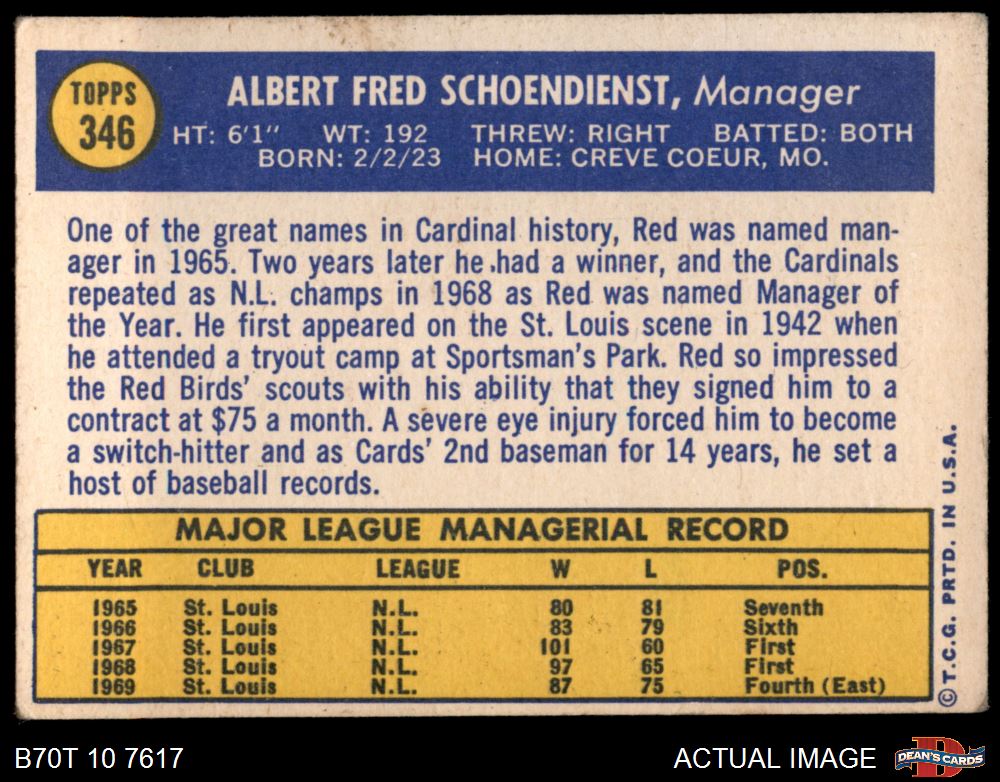 TOPPS
346
ALBERT FRED SCHOENDIENST, Manager
HT: 6'1" WT: 192 THREW: RIGHT BATTED: BOTH
BORN: 2/2/23 HOME: CREVE COEUR, MO.
One of the great names in Cardinal history, Red was named man-
ager in 1965. Two years later he had a winner, and the Cardinals
repeated as N.L. champs in 1968 as Red was named Manager of
the Year. He first appeared on the St. Louis scene in 1942 when
he attended a tryout camp at Sportsman's Park. Red so impressed
the Red Birds' scouts with his ability that they signed him to a
contract at $75 a month. A severe eye injury forced him to become
a switch-hitter and as Cards' 2nd baseman for 14 years, he set a
host of baseball records.
MAJOR LEAGUE MANAGERIAL RECORD
YEAR CLUB LEAGUE W L POS.
1965 St. Louis N.L. 80 81 Seventh
1966 St. Louis N.L. 83 79 Sixth
1967 St. Louis N.L. 101 60 First
1968 St. Louis N.L. 97 65 First
1969 St. Louis N.L. 87 75 Fourth (East)
© T.C.G. PRTD. IN U.S.A.
B70T 10 7617
ACTUAL IMAGE
D
DEAN'S CARDS